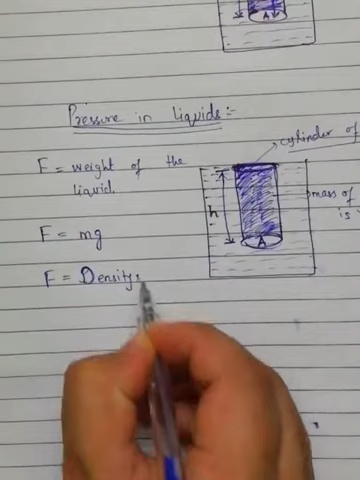 A
Pressure in liquids:-
cylinder of
F = weight of the
liquid.
h
mass of
is
A
F = mg
F = Density